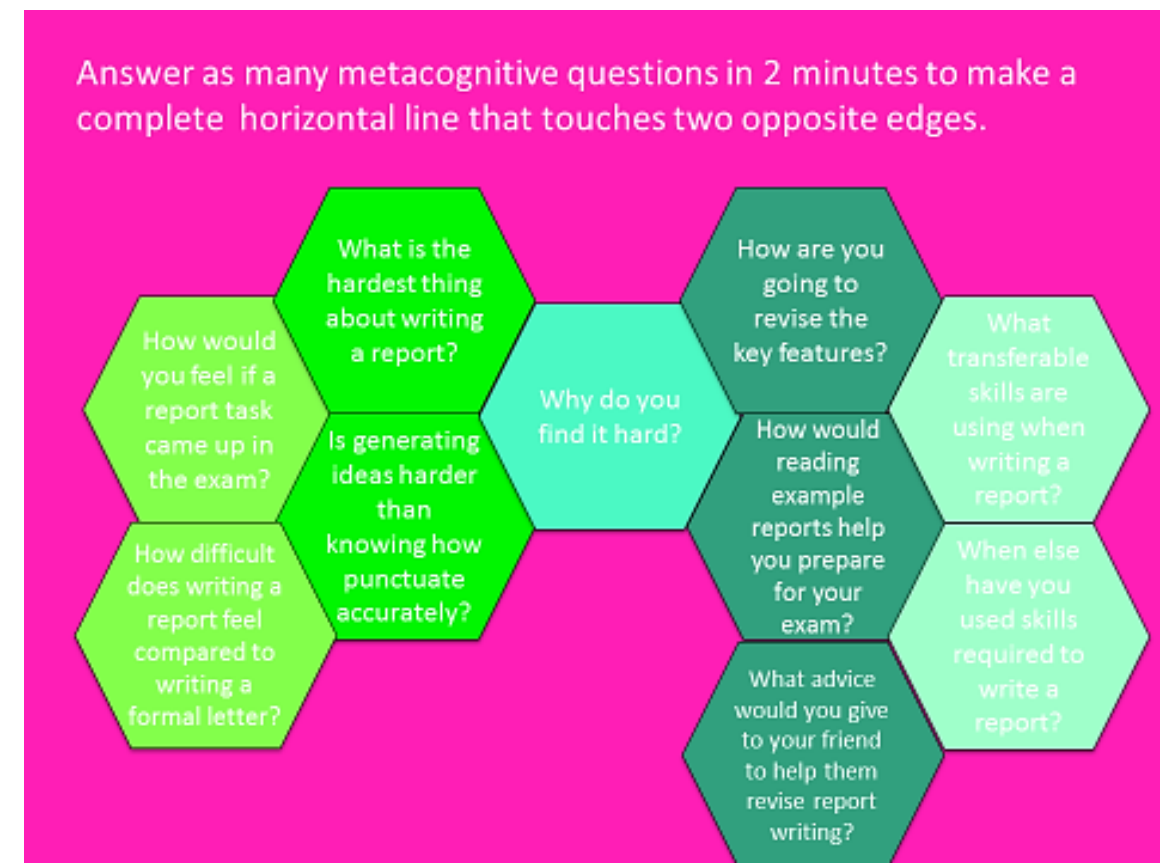 Answer as many metacognitive questions in 2 minutes to make a
complete horizontal line that touches two opposite edges.
How would
you feel if a
report task
came up in
the exam?
How difficult
does writing a
report feel
compared to
writing a
formal letter?
What is the
hardest thing
about writing
a report?
Is generating
ideas harder
than
knowing how
punctuate
accurately?
Why do you
find it hard?
How are you
going to
revise the
key features?
How would
reading
example
reports help
you prepare
for your
exam?
What advice
would you give
to your friend
to help them
revise report
writing?
What
transferable
skills are
using when
writing a
report?
When else
have you
used skills
required to
write a
report?